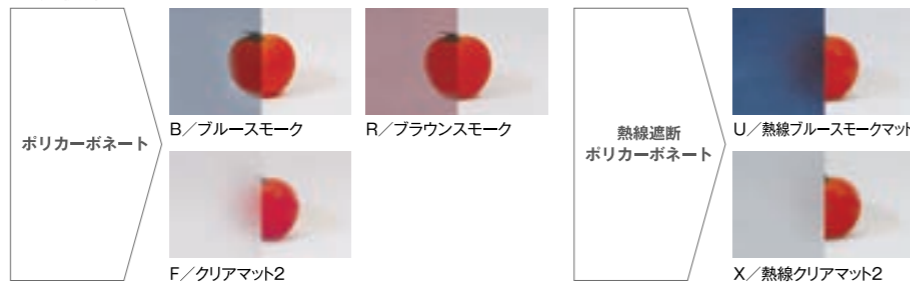 ポリカーボネート
B／ブルースモーク
R／ブラウンスモーク
F／クリアマット2
熱線遮断
ポリカーボネート
U／熱線ブルースモークマット
X／熱線クリアマット2